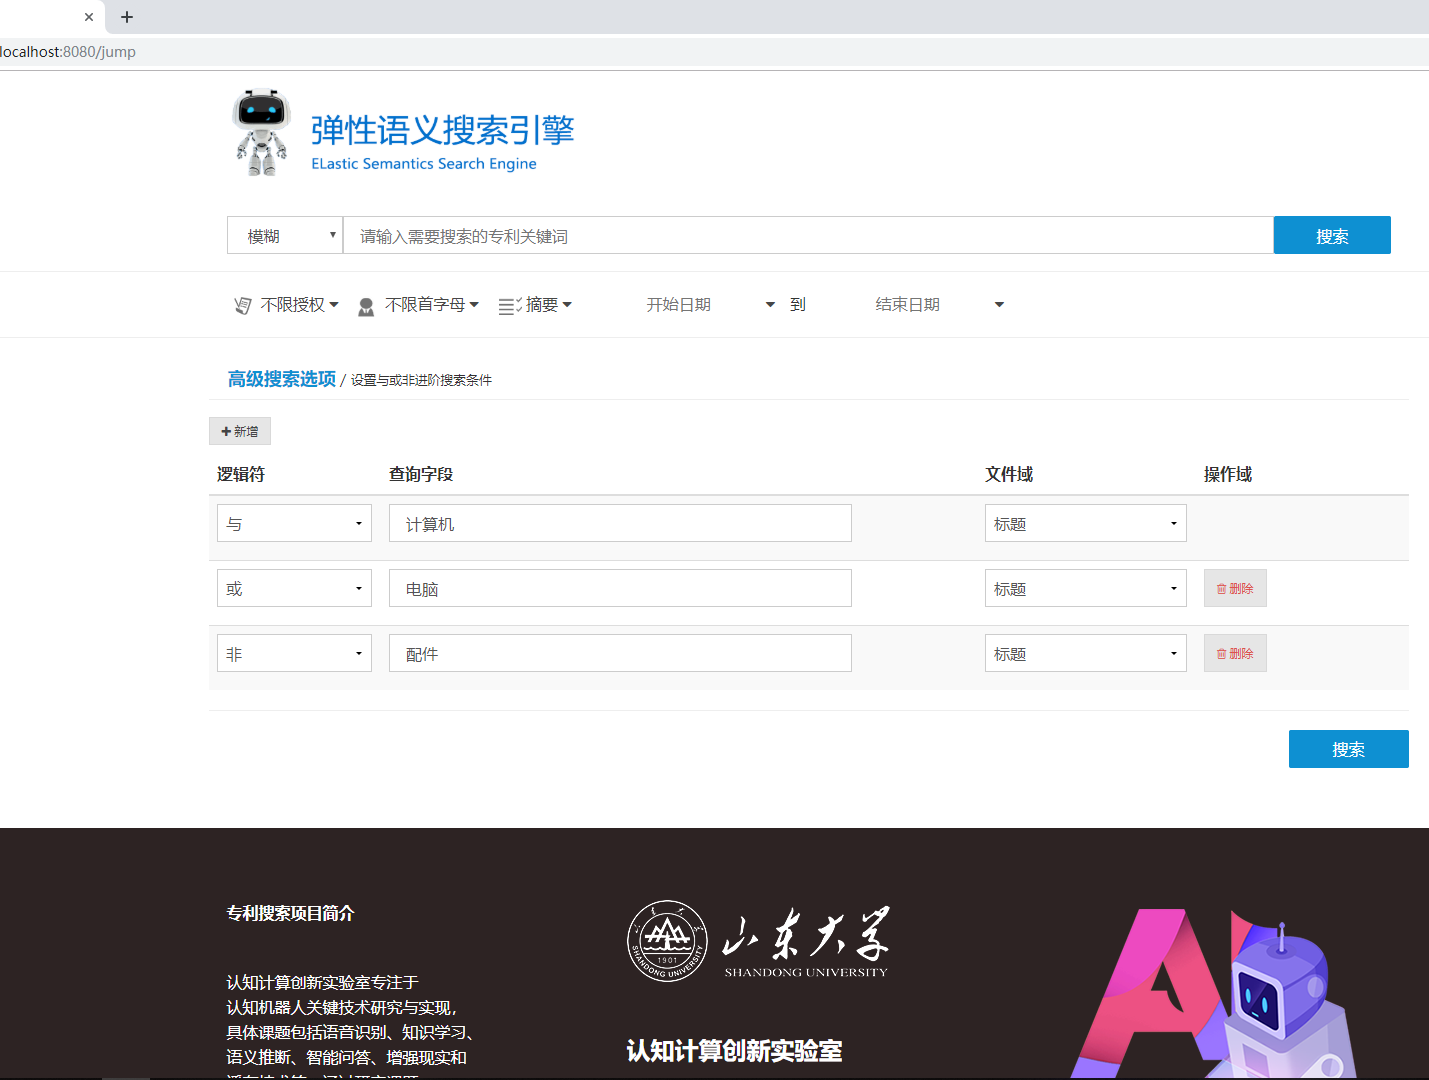 localhost:8080/jump
弹性语义搜索引擎
ELastic Semantics Search Engine
模糊
请输入需要搜索的专利关键词
搜索
不限授权
不限首字母
摘要
开始日期
到
结束日期
高级搜索选项 / 设置与或非进阶搜索条件
新增
逻辑符 查询字段 文件域 操作域
与 计算机 标题
或 电脑 标题 删除
非 配件 标题 删除
搜索
专利搜索项目简介
认知计算创新实验室专注于
认知机器人关键技术研究与实现，
具体课题包括语音识别、知识学习、
语义推断、智能问答、增强现实和
山东大学
SHANDONG UNIVERSITY
SHANDONG UNIVERSITY
1901
认知计算创新实验室